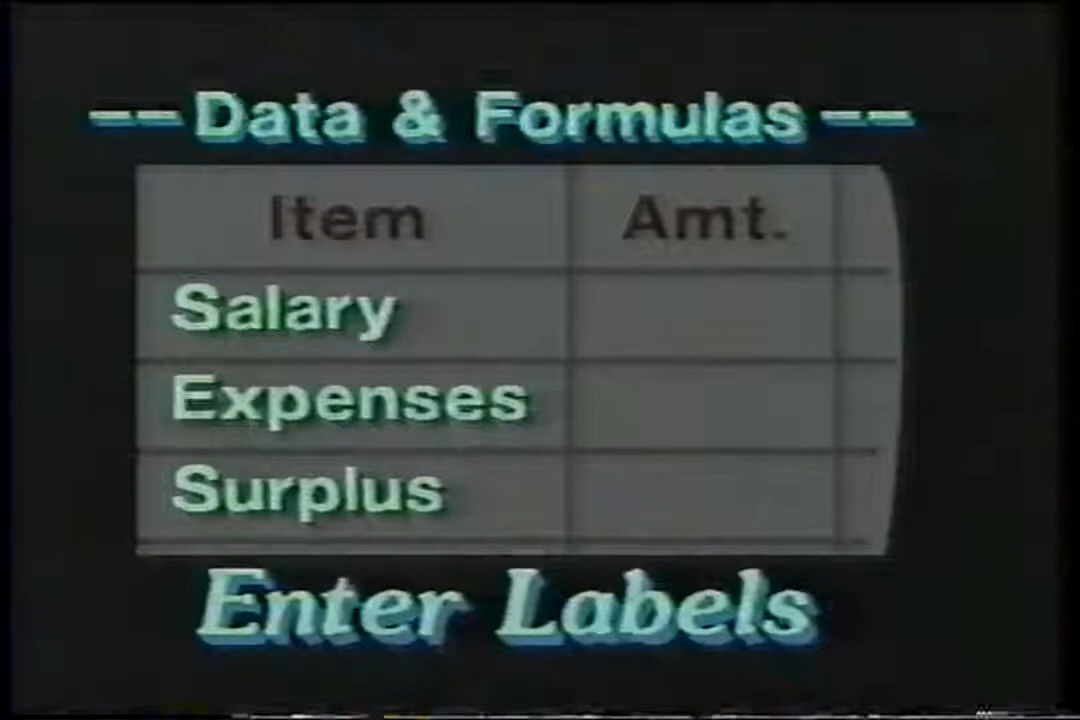 -- Data & Formulas --
Item Amt.
Salary
Expenses
Surplus
Enter Labels